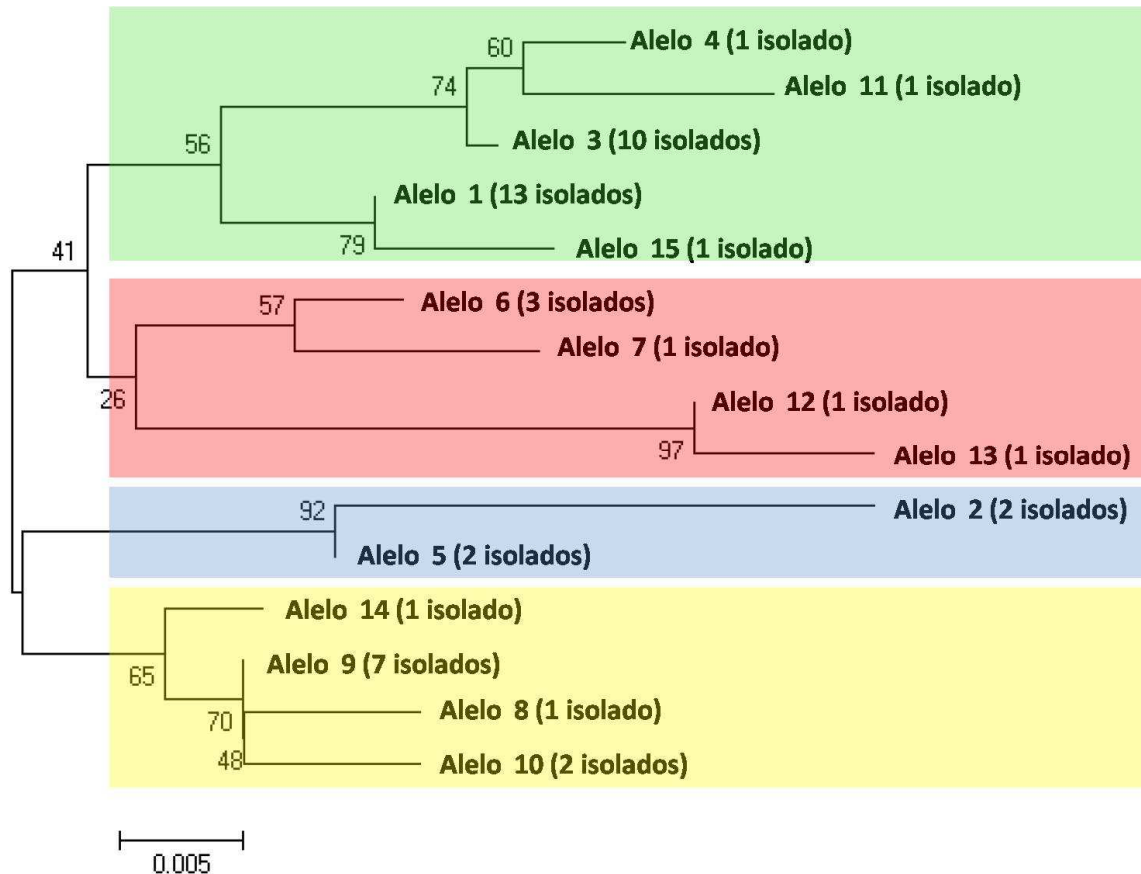 60
Alelo 4 (1 isolado)
74
Alelo 11 (1 isolado)
56
Alelo 3 (10 isolados)
Alelo 1 (13 isolados)
41
79
Alelo 15 (1 isolado)
57
Alelo 6 (3 isolados)
Alelo 7 (1 isolado)
26
Alelo 12 (1 isolado)
97
Alelo 13 (1 isolado)
92
Alelo 2 (2 isolados)
Alelo 5 (2 isolados)
Alelo 14 (1 isolado)
65
Alelo 9 (7 isolados)
70
Alelo 8 (1 isolado)
48
Alelo 10 (2 isolados)
0.005